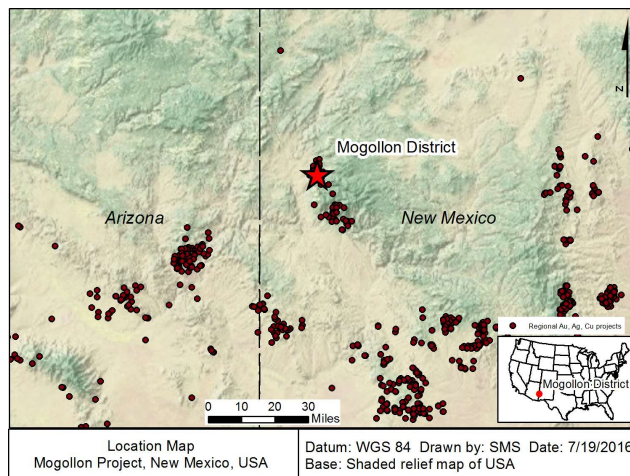 N
Mogollon District
Arizona
New Mexico
Regional Au, Ag, Cu projects
Mogollon District
0 10 20 30
Miles
Location Map
Mogollon Project, New Mexico, USA
Datum: WGS 84 Drawn by: SMS Date: 7/19/2016
Base: Shaded relief map of USA